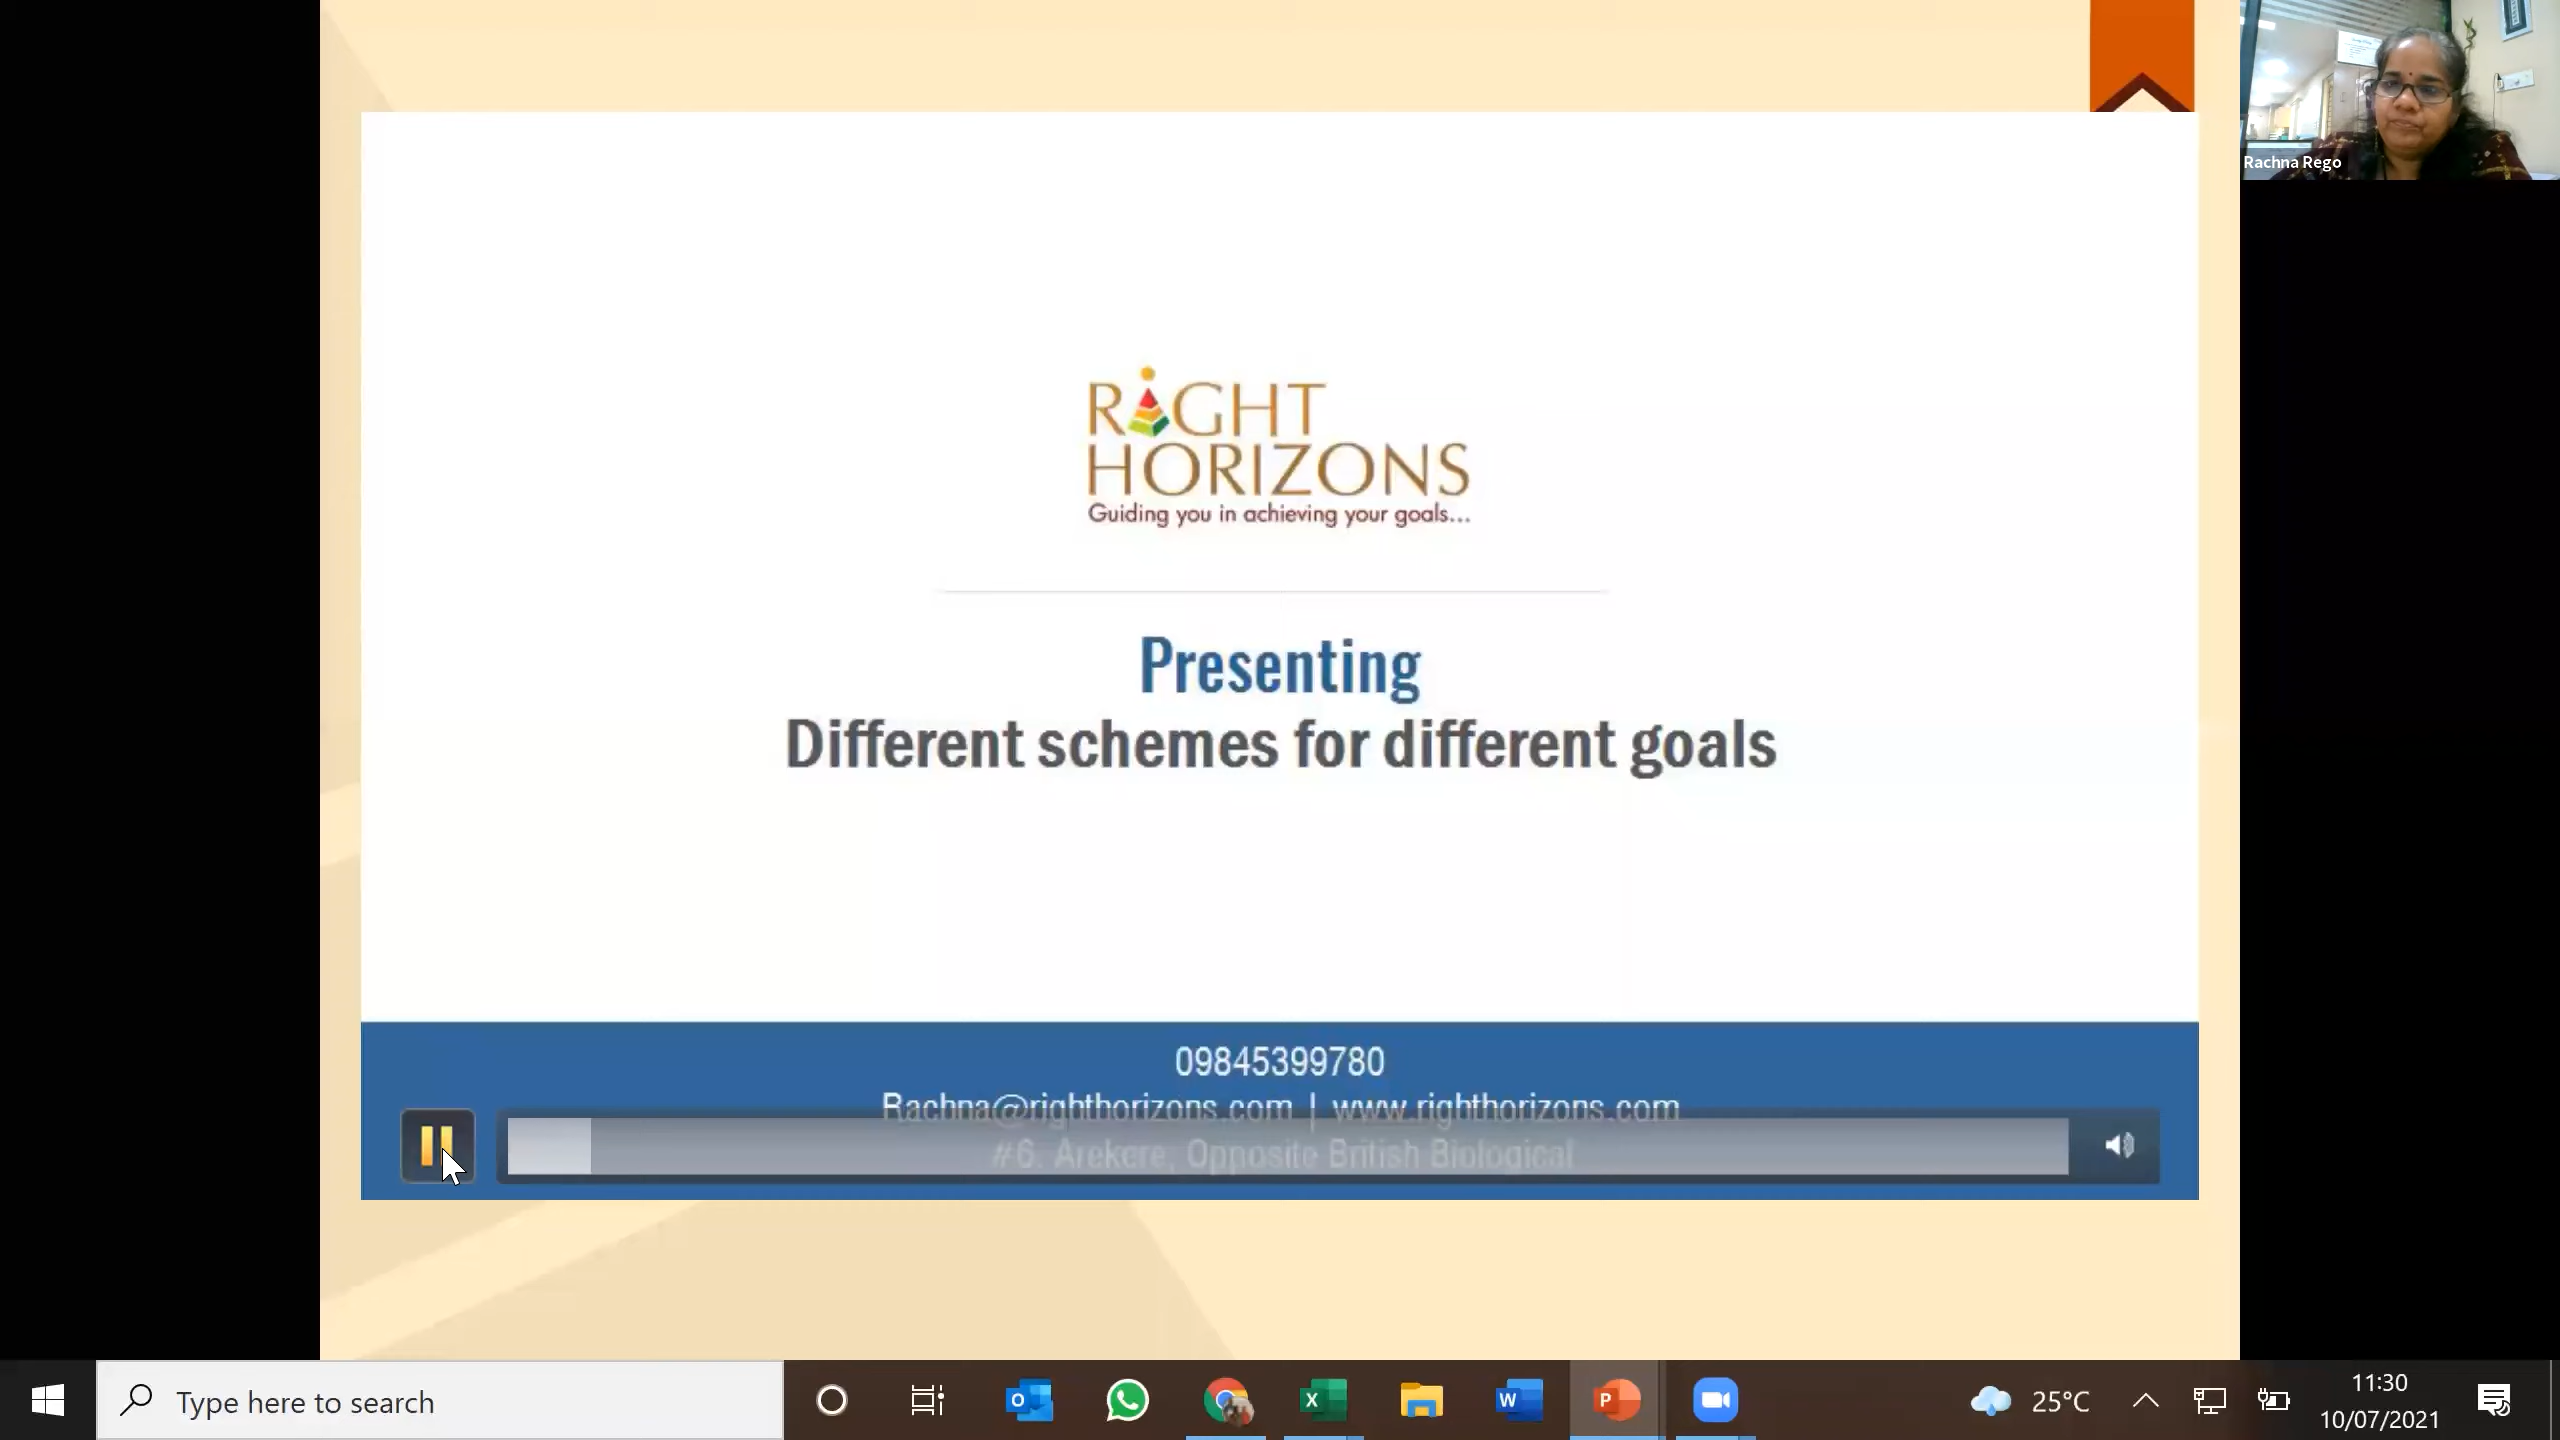 Rachna Rego
RIGHT
HORIZONS
Guiding you in achieving your goals...
Presenting
Different schemes for different goals
09845399780
Rachna@righthorizons.com | www.righthorizons.com
#6, Arekere, Opposite British Biological
Type here to search
25°C
11:30
10/07/2021